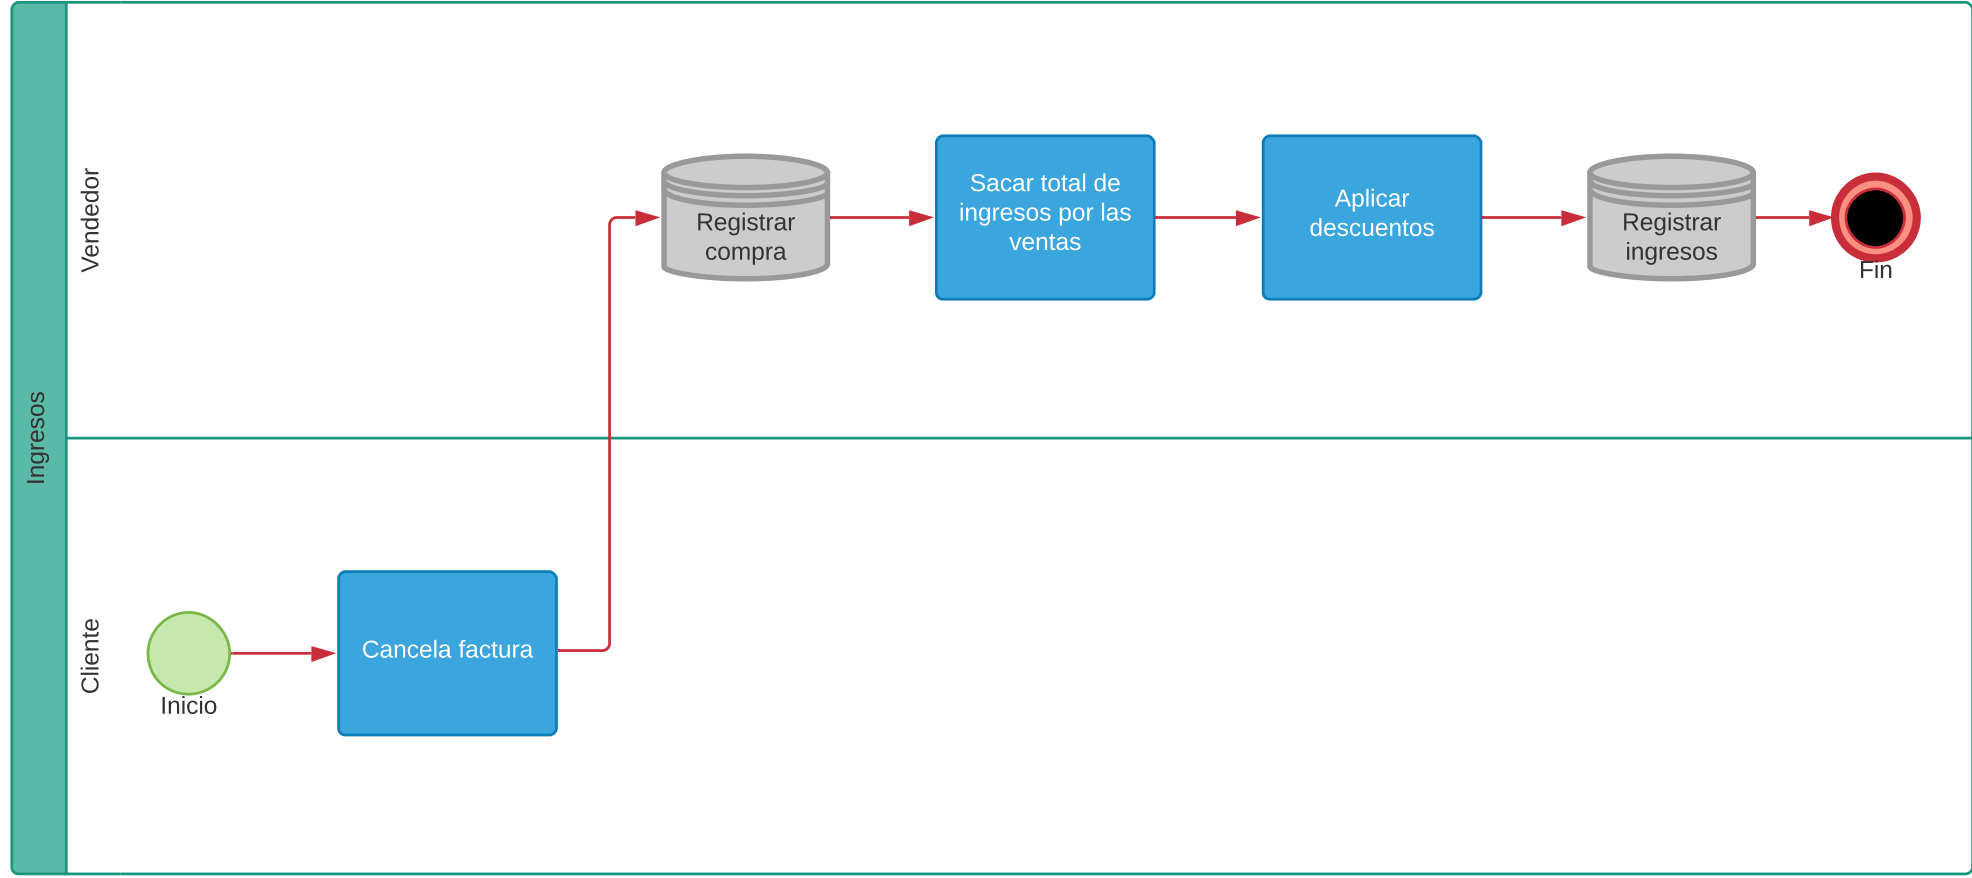 Ingresos
Vendedor
Registrar
compra
Sacar total de
ingresos por las
ventas
Aplicar
descuentos
Registrar
ingresos
Fin
Cliente
Inicio
Cancela factura